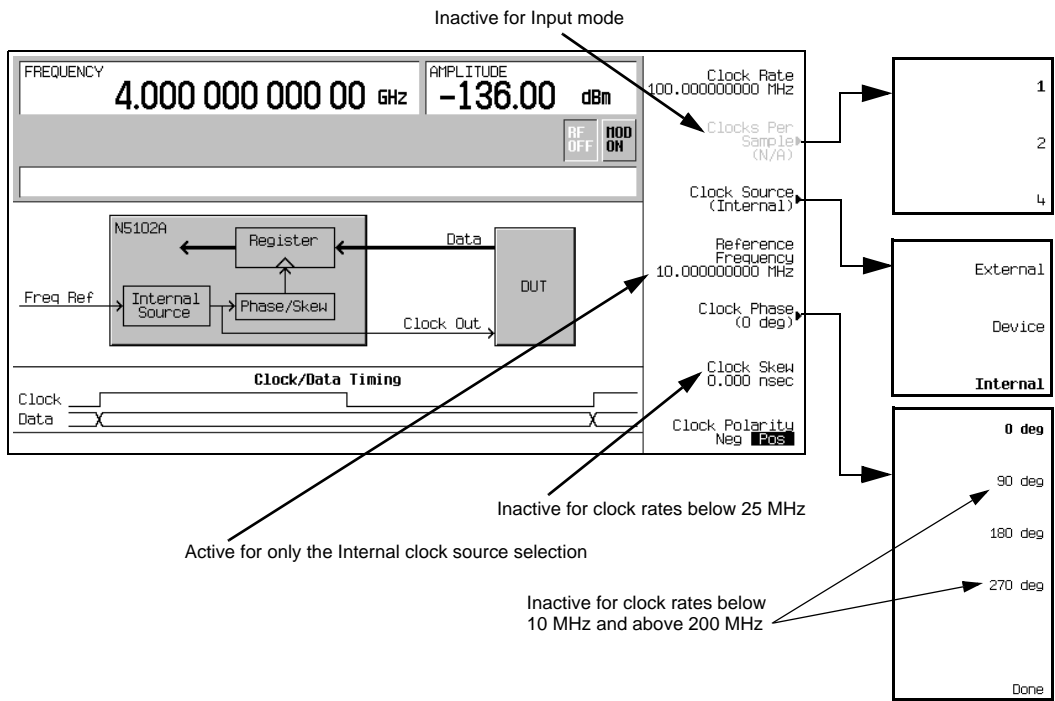 Inactive for Input mode
FREQUENCY
4.000 000 000 00 GHz
AMPLITUDE
-136.00 dBm
RF
OFF
MOD
ON
N5102A
Register
Data
DUT
Freq Ref
Internal
Source
Phase/Skew
Clock Out
Clock/Data Timing
Clock
Data
Clock Rate
100.000000000 MHz
Clocks Per
Sample
(N/A)
Clock Source
(Internal)
Reference
Frequency
10.000000000 MHz
Clock Phase
(0 deg)
Clock Skew
0.000 nsec
Clock Polarity
Neg Pos
1
2
4
External
Device
Internal
0 deg
90 deg
180 deg
270 deg
Done
Inactive for clock rates below 25 MHz
Active for only the Internal clock source selection
Inactive for clock rates below
10 MHz and above 200 MHz